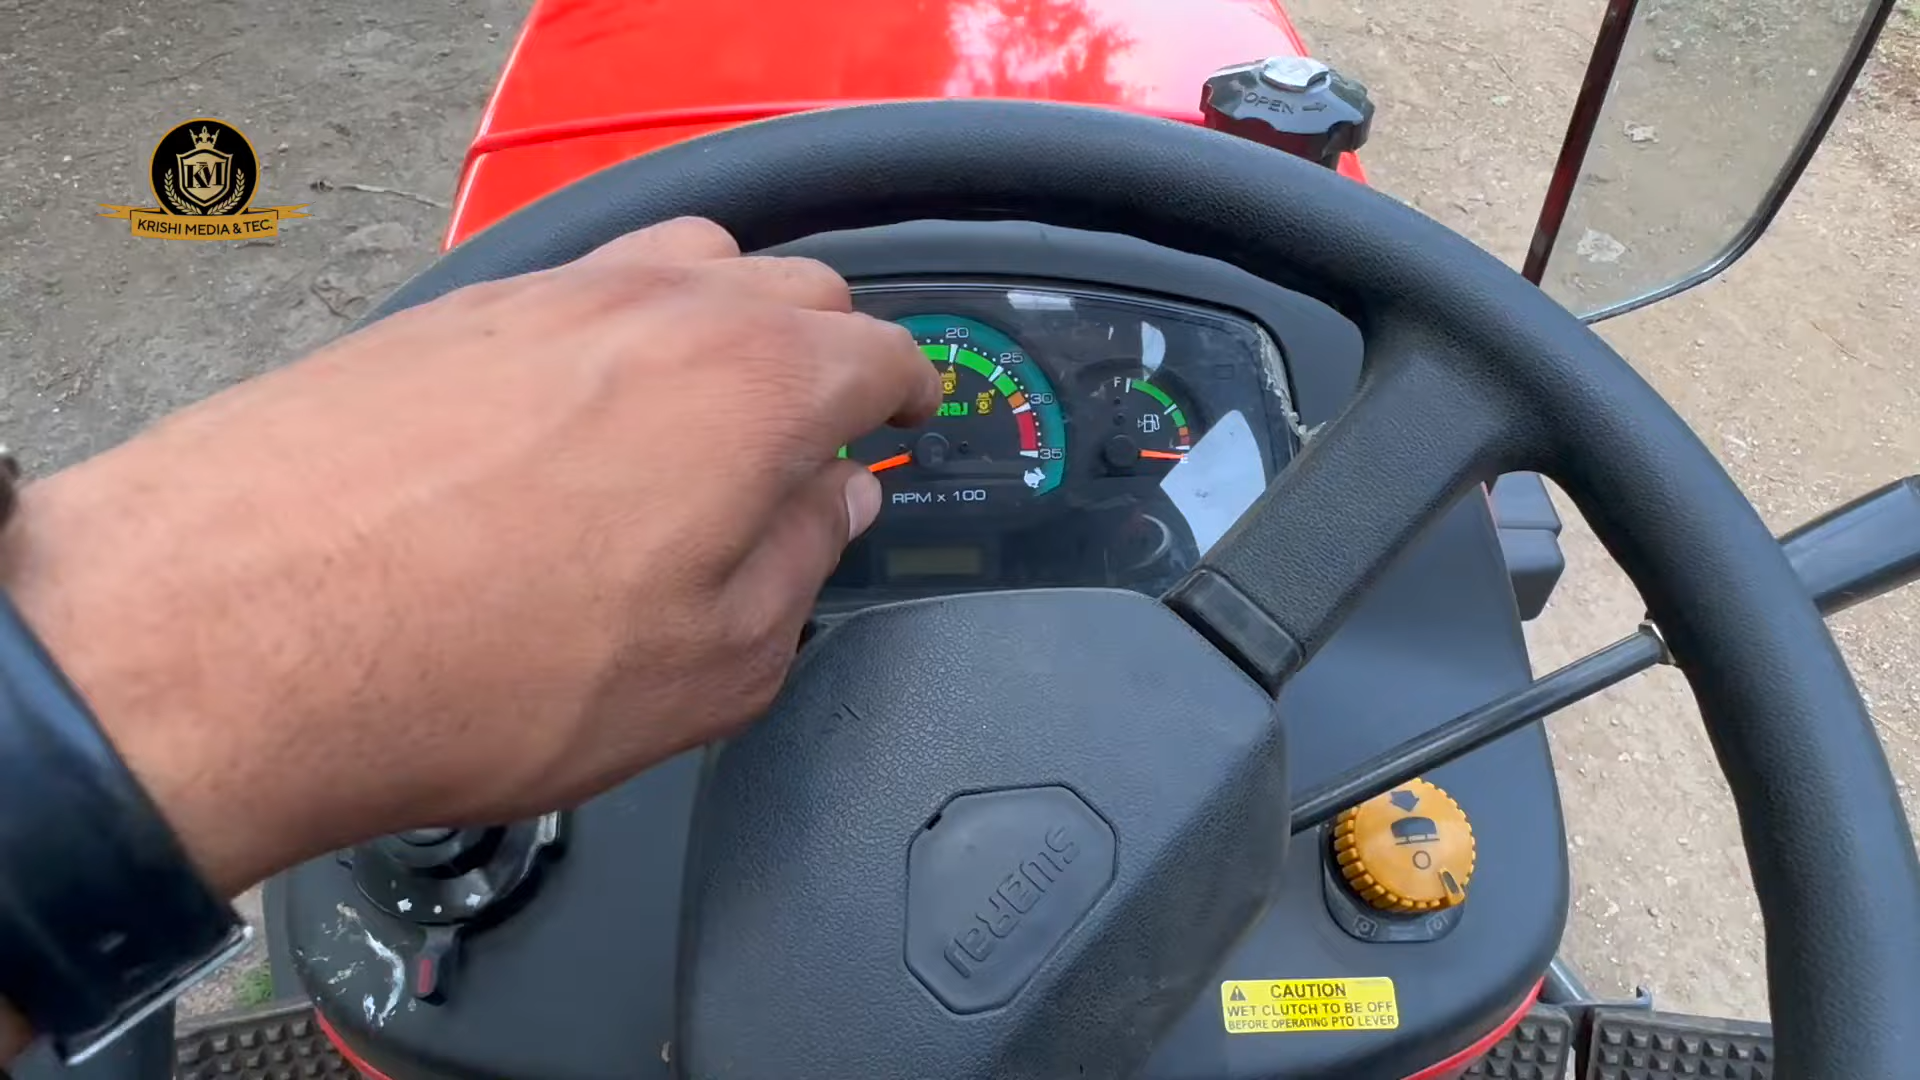 KM
KRISHI MEDIA & TEC.
OPEN
20
25
30
35
F
E
RPM x 100
SWARAJ
CAUTION
WET CLUTCH TO BE OFF
BEFORE OPERATING PTO LEVER